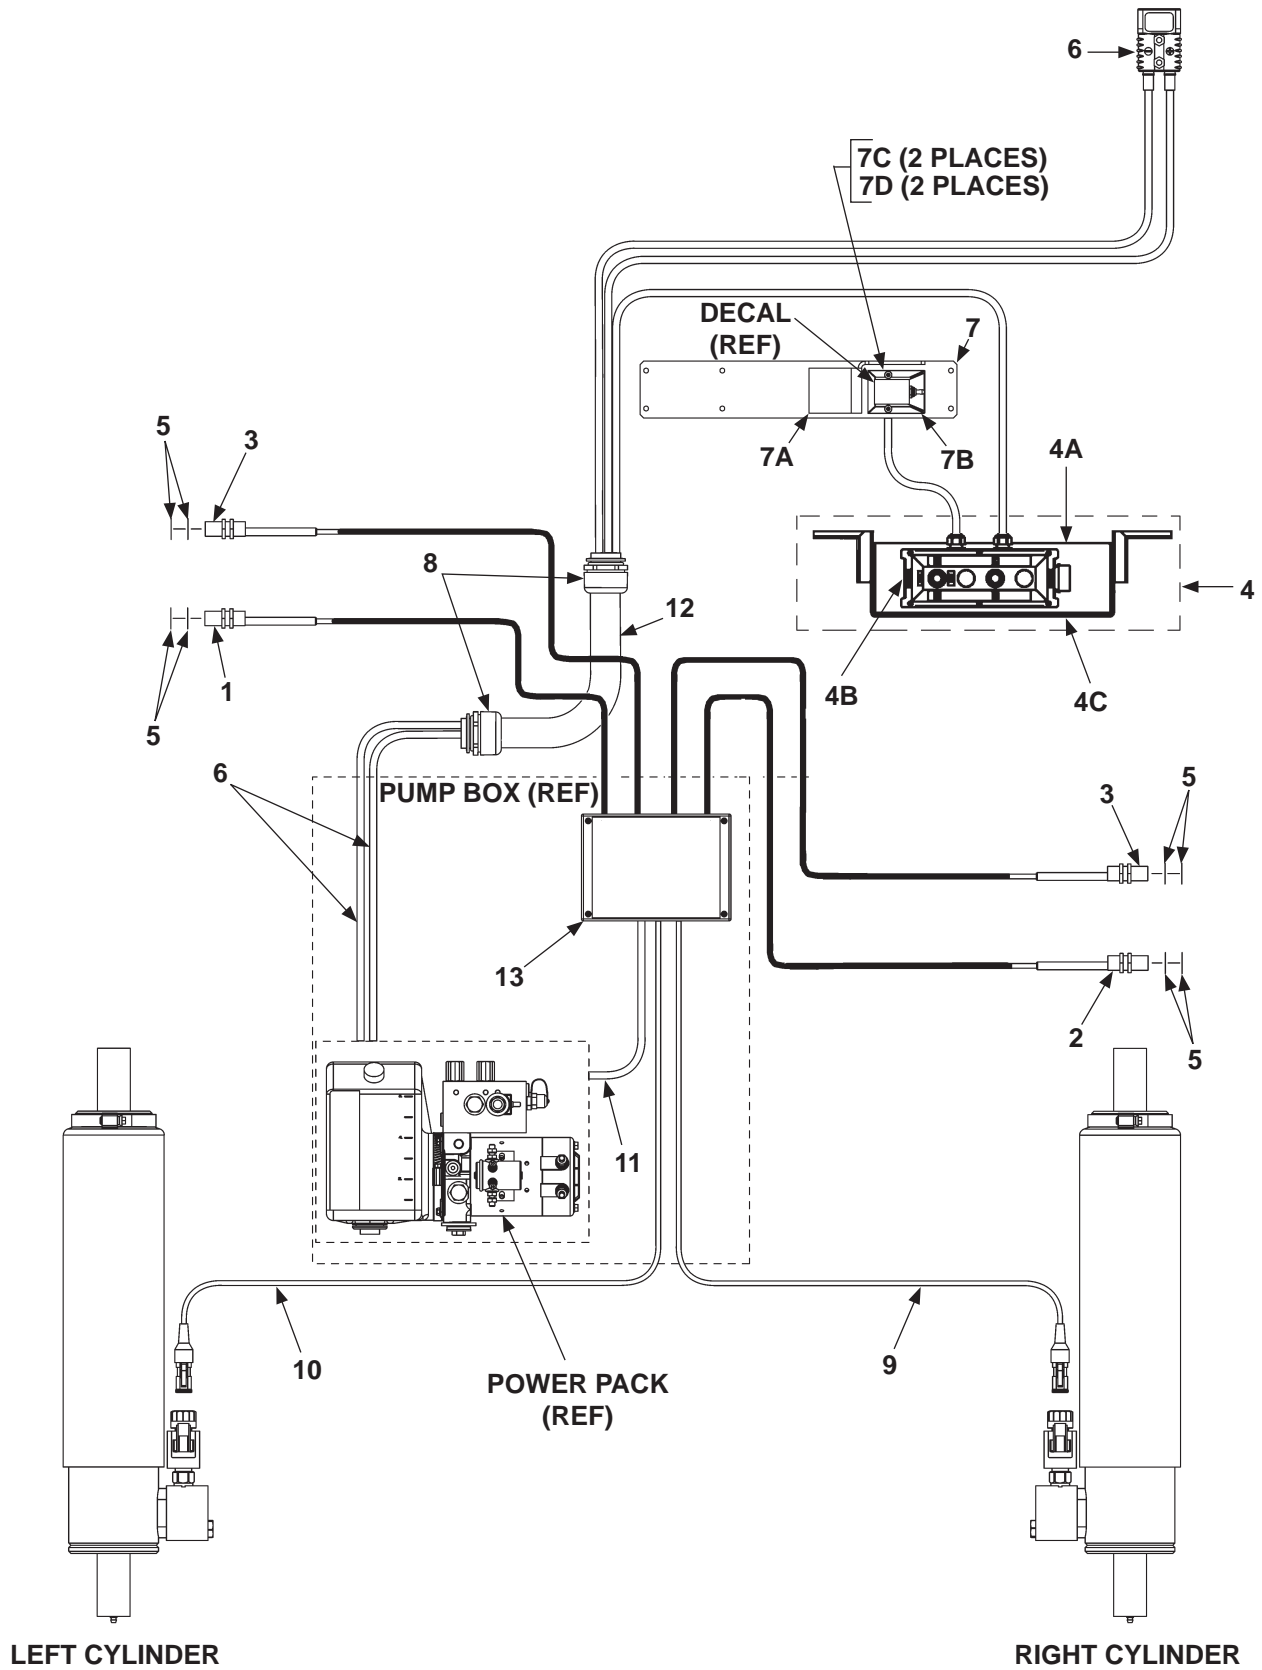 6
7C (2 PLACES)
7D (2 PLACES)
DECAL
(REF)
7
5
3
7A
7B
4A
8
4
12
1
4B
4C
5
6
PUMP BOX (REF)
3
5
13
2
5
11
10
9
POWER PACK
(REF)
LEFT CYLINDER
RIGHT CYLINDER